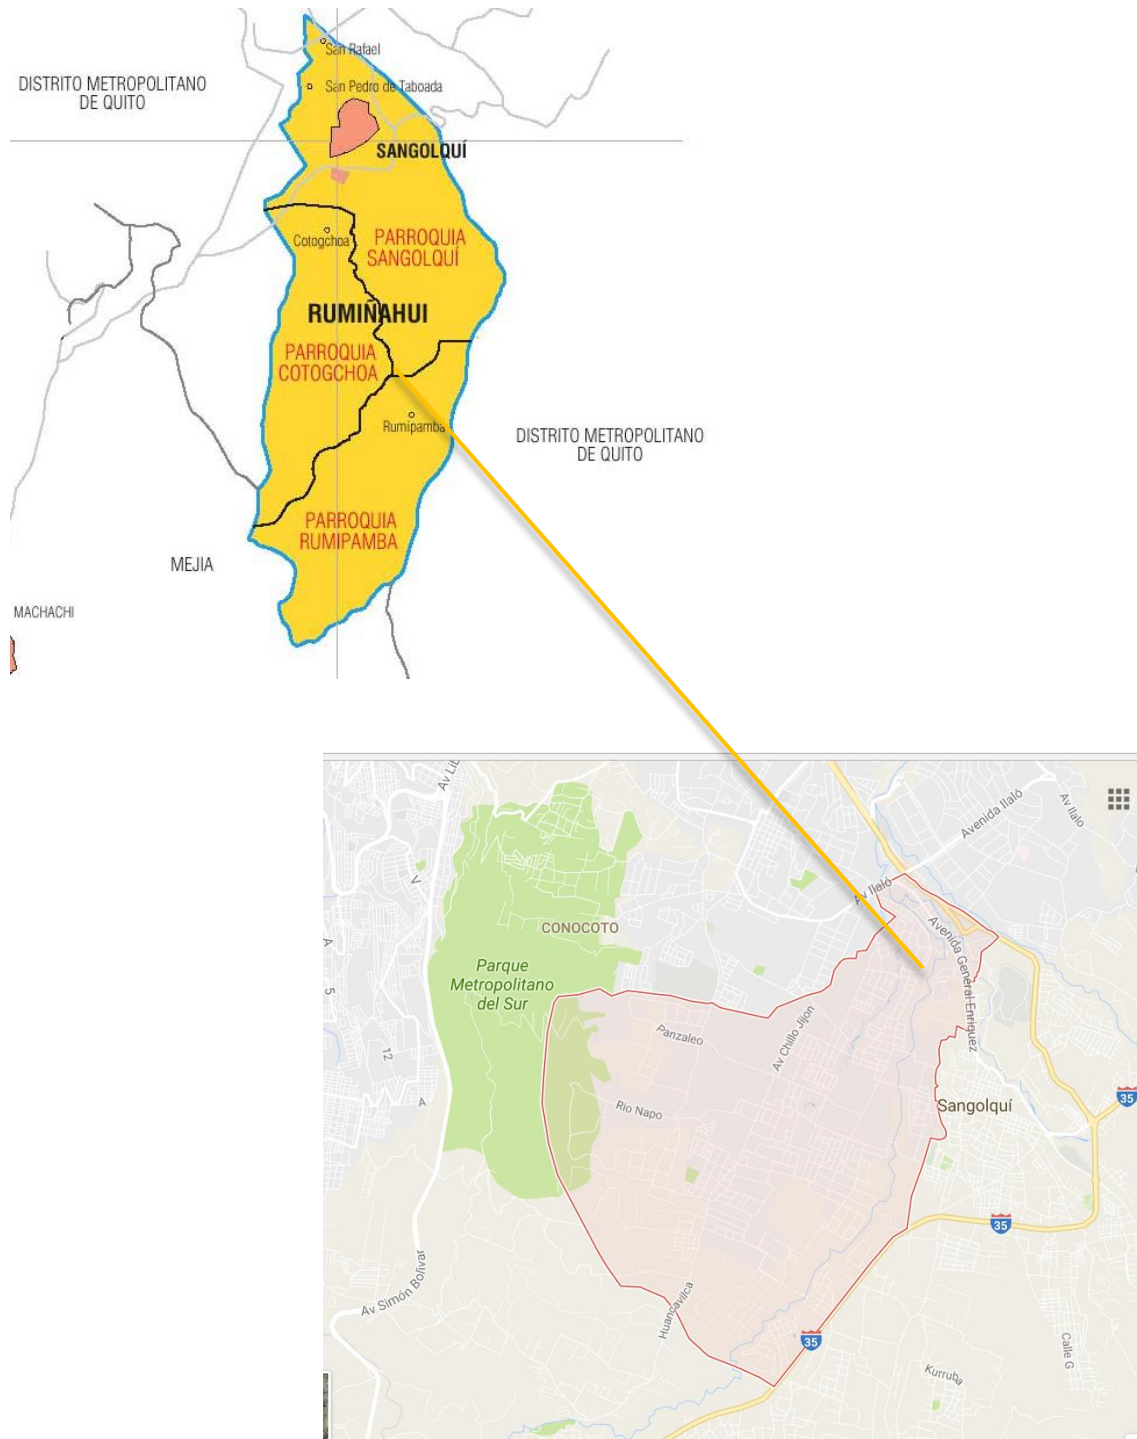 San Rafael
DISTRITO METROPOLITANO
DE QUITO
San Pedro de Taboada
SANGOLQUÍ
Cotogchoa
PARROQUIA
SANGOLQUÍ
RUMIÑAHUI
PARROQUIA
COTOGCHOA
Rumipamba
DISTRITO METROPOLITANO
DE QUITO
PARROQUIA
RUMIPAMBA
MEJIA
MACHACHI
Av Lib
Avenida Ilaló
Av Ilalo
V
Av Ilaló
CONOCOTO
A
Parque
Metropolitano
del Sur
Avenida General Enriquez
5
Panzaleo
Av Chillo Jijon
12
A
Rio Napo
Sangolquí
35
35
Av Simón Bolívar
Huancavilca
35
Calle G
Kurruba